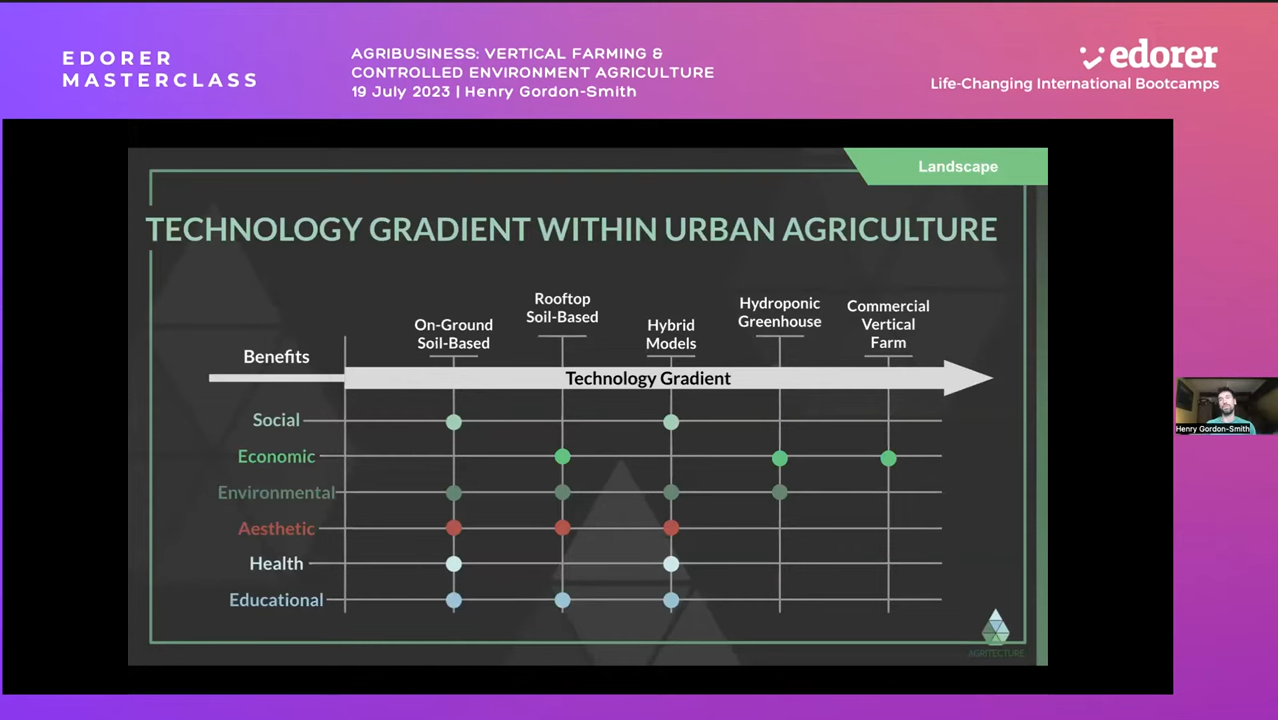 EDORER
MASTERCLASS
AGRIBUSINESS: VERTICAL FARMING &
CONTROLLED ENVIRONMENT AGRICULTURE
19 July 2023 | Henry Gordon-Smith
edorer
Life-Changing International Bootcamps
Landscape
TECHNOLOGY GRADIENT WITHIN URBAN AGRICULTURE
On-Ground
Soil-Based
Rooftop
Soil-Based
Hybrid
Models
Hydroponic
Greenhouse
Commercial
Vertical
Farm
Benefits
Technology Gradient
Social
Economic
Environmental
Aesthetic
Health
Educational
AGRITECTURE
Henry Gordon-Smith